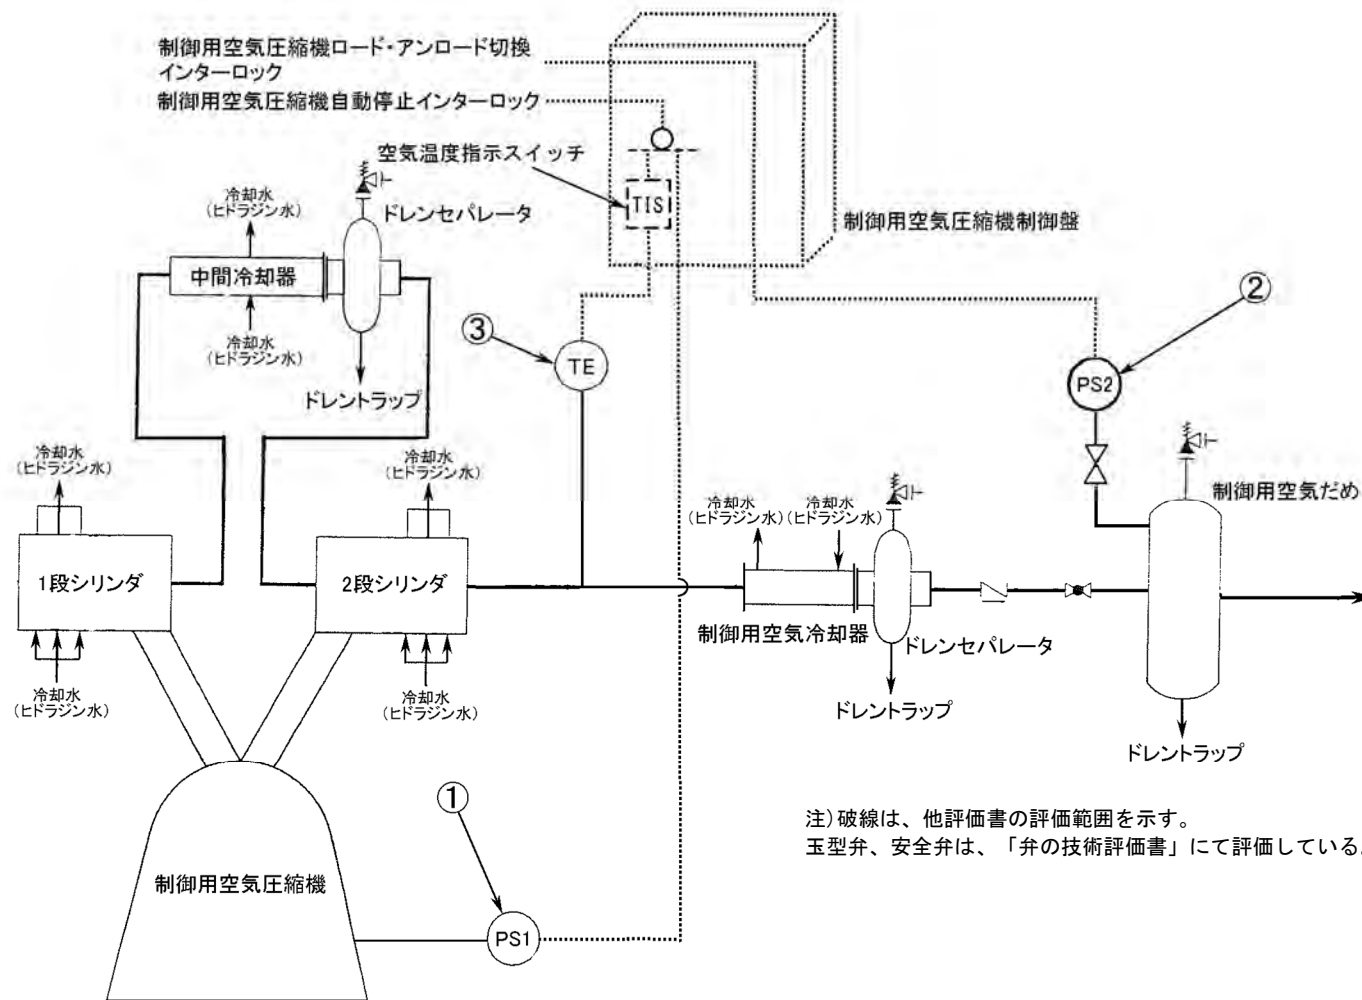 制御用空気圧縮機ロード・アンロード切換
インターロック
制御用空気圧縮機自動停止インターロック
空気温度指示スイッチ
TIS
制御用空気圧縮機制御盤
冷却水
(ヒドラジン水)
ドレンセパレータ
中間冷却器
冷却水
(ヒドラジン水)
ドレントラップ
③
TE
②
PS2
冷却水
(ヒドラジン水)
冷却水
(ヒドラジン水)
1段シリンダ
2段シリンダ
冷却水
(ヒドラジン水)
冷却水
(ヒドラジン水)
冷却水
(ヒドラジン水)
冷却水
(ヒドラジン水)
制御用空気だめ
制御用空気冷却器
ドレンセパレータ
ドレントラップ
ドレントラップ
①
PS1
制御用空気圧縮機
注)破線は、他評価書の評価範囲を示す。
玉型弁、安全弁は、「弁の技術評価書」にて評価している。